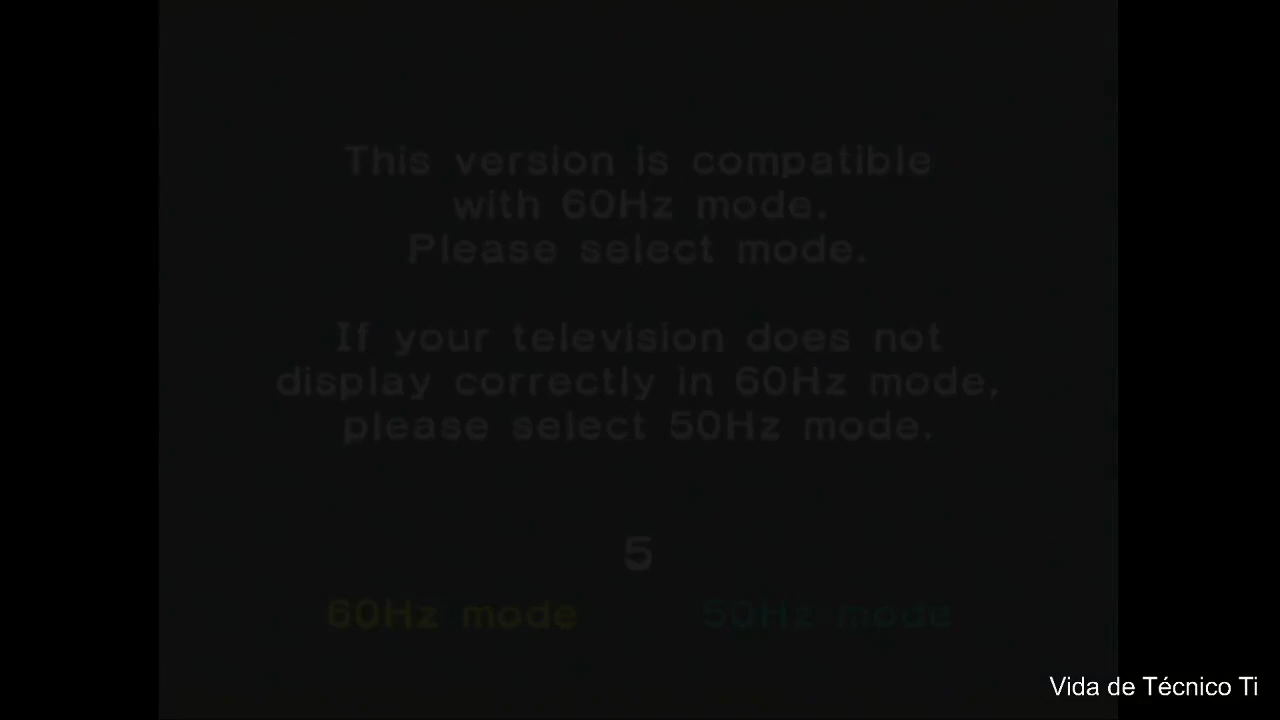 This version is compatible
with 60Hz mode.
Please select mode.
If your television does not
display correctly in 60Hz mode,
please select 50Hz mode.
5
60Hz mode 50Hz mode
Vida de Técnico Ti